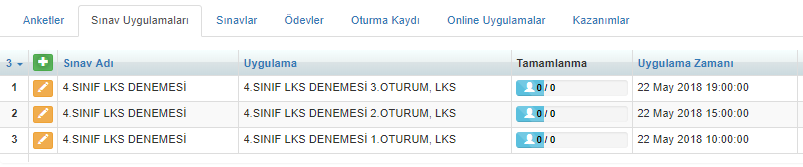 Anketler Sınav Uygulamaları Sınavlar Ödevler Oturma Kaydı Online Uygulamalar Kazanımlar
3 Sınav Adı Uygulama Tamamlanma Uygulama Zamanı
1 4.SINIF LKS DENEMESİ 4.SINIF LKS DENEMESİ 3.OTURUM, LKS 0 / 0 22 May 2018 19:00:00
2 4.SINIF LKS DENEMESİ 4.SINIF LKS DENEMESİ 2.OTURUM, LKS 0 / 0 22 May 2018 15:00:00
3 4.SINIF LKS DENEMESİ 4.SINIF LKS DENEMESİ 1.OTURUM, LKS 0 / 0 22 May 2018 10:00:00